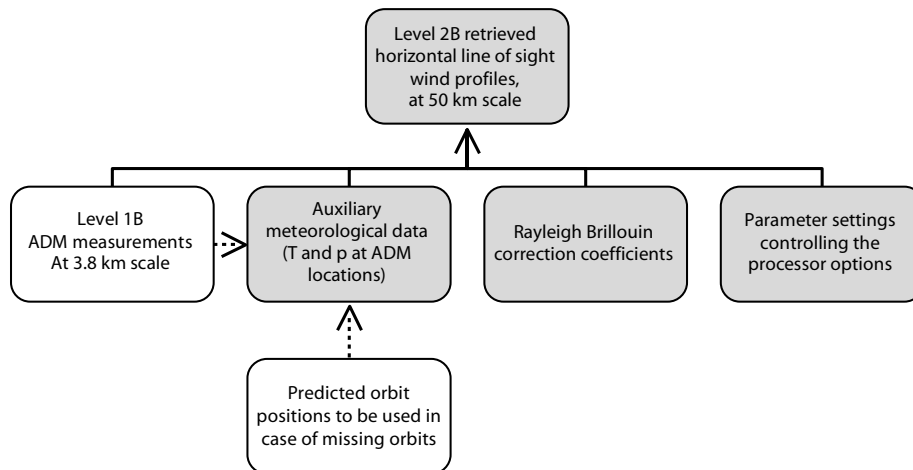 Level 2B retrieved
horizontal line of sight
wind profiles,
at 50 km scale
Level 1B
ADM measurements
At 3.8 km scale
Auxiliary
meteorological data
(T and p at ADM
locations)
Rayleigh Brillouin
correction coefficients
Parameter settings
controlling the
processor options
Predicted orbit
positions to be used in
case of missing orbits